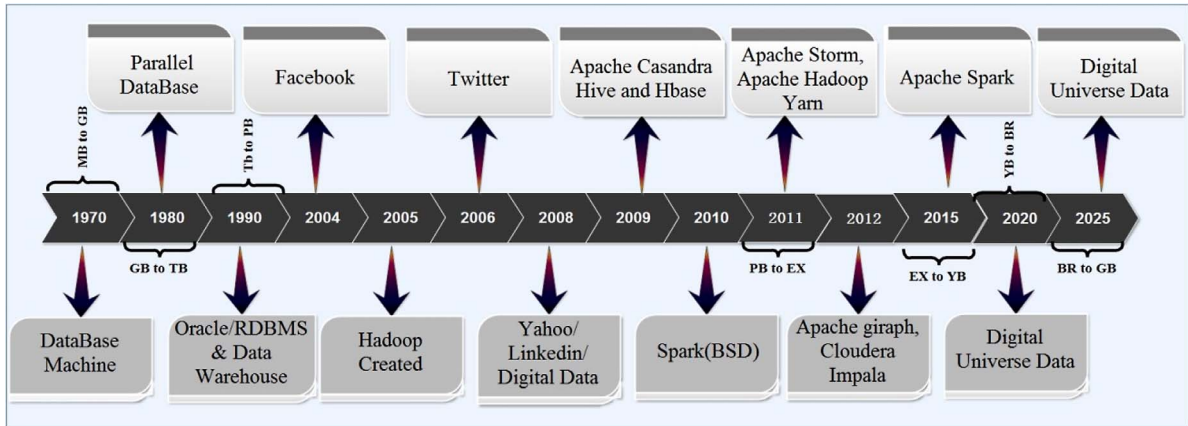 Parallel
DataBase
Facebook
Twitter
Apache Casandra
Hive and Hbase
Apache Storm,
Apache Hadoop
Yarn
Apache Spark
Digital
Universe Data
MB to GB
Tb to PB
YB to BR
1970
1980
1990
2004
2005
2006
2008
2009
2010
2011
2012
2015
2020
2025
GB to TB
PB to EX
EX to YB
BR to GB
DataBase
Machine
Oracle/RDBMS
& Data
Warehouse
Hadoop
Created
Yahoo/
Linkedin/
Digital Data
Spark(BSD)
Apache giraph,
Cloudera
Impala
Digital
Universe Data